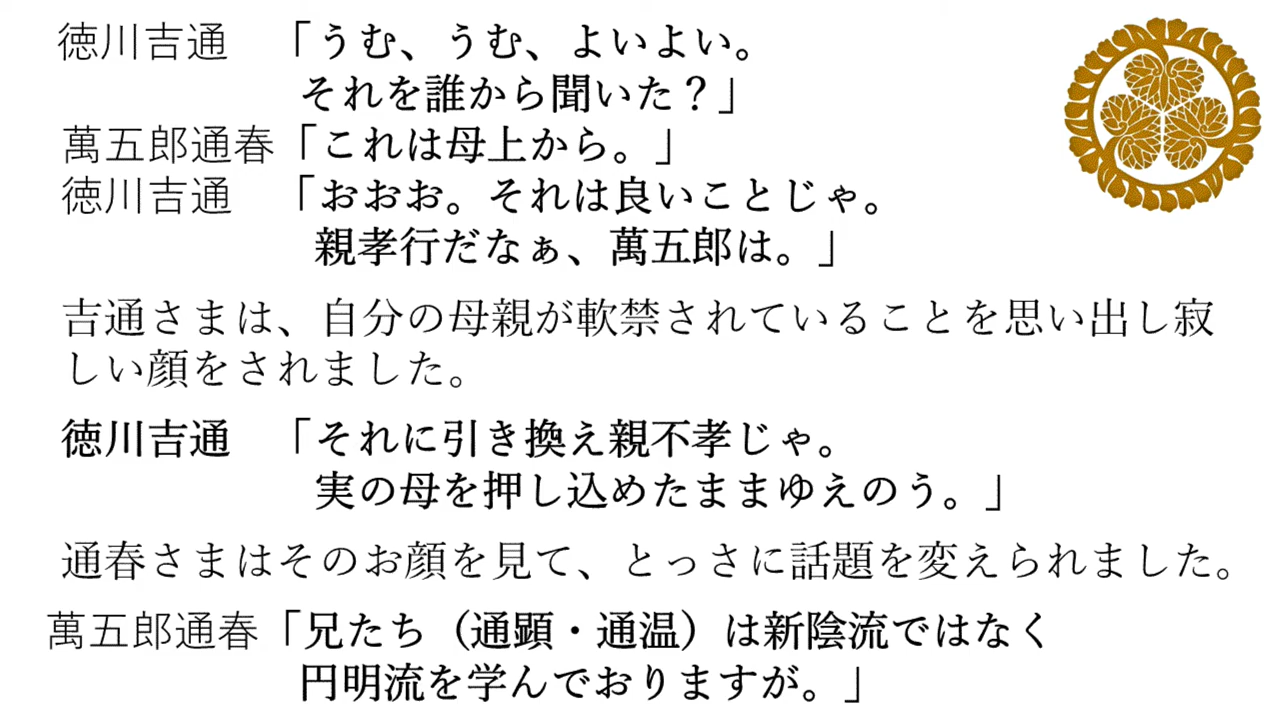 徳川吉通 「うむ、うむ、よいよい。
それを誰から聞いた？」
萬五郎通春「これは母上から。」
徳川吉通 「おおお。それは良いことじゃ。
親孝行だなぁ、萬五郎は。」
吉通さまは、自分の母親が軟禁されていることを思い出し寂
しい顔をされました。
徳川吉通 「それに引き換え親不孝じゃ。
実の母を押し込めたままゆえのう。」
通春さまはそのお顔を見て、とっさに話題を変えられました。
萬五郎通春「兄たち（通顕・通温）は新陰流ではなく
円明流を学んでおりますが。」